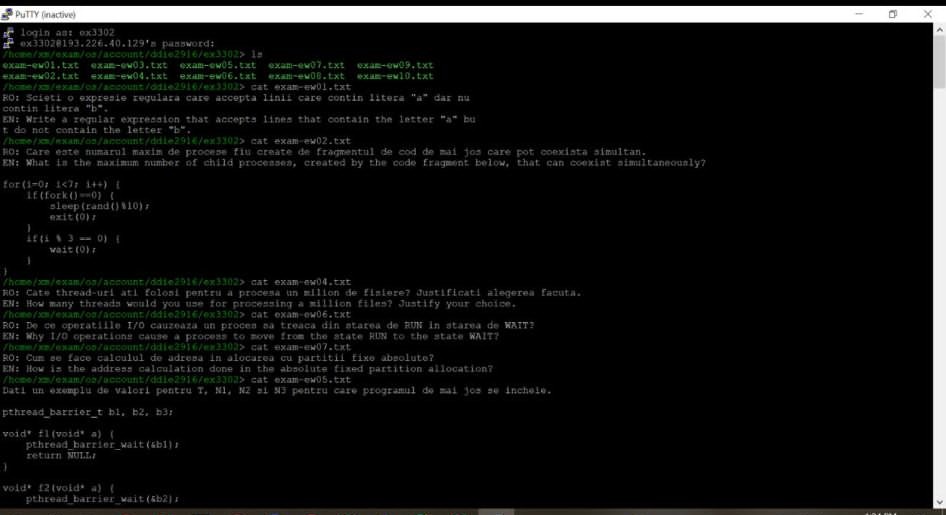 PuTTY (inactive)
login as: ex3302
ex3302@193.226.40.129's password:
/home/xm/exam/os/account/ddie2916/ex3302> ls
exam-ew01.txt  exam-ew03.txt  exam-ew05.txt  exam-ew07.txt  exam-ew09.txt
exam-ew02.txt  exam-ew04.txt  exam-ew06.txt  exam-ew08.txt  exam-ew10.txt
/home/xm/exam/os/account/ddie2916/ex3302> cat exam-ew01.txt
RO: Scieti o expresie regulara care accepta linii care contin litera "a" dar nu
contin litera "b".
EN: Write a regular expression that accepts lines that contain the letter "a" bu
t do not contain the letter "b".
/home/xm/exam/os/account/ddie2916/ex3302> cat exam-ew02.txt
RO: Care este numarul maxim de procese fiu create de fragmentul de cod de mai jos care pot coexista simultan.
EN: What is the maximum number of child processes, created by the code fragment below, that can coexist simultaneously?

for(i=0; i<7; i++) {
    if(fork()==0) {
        sleep(rand()%10);
        exit(0);
    }
    if(i % 3 == 0) {
        wait(0);
    }
}
/home/xm/exam/os/account/ddie2916/ex3302> cat exam-ew04.txt
RO: Cate thread-uri ati folosi pentru a procesa un milion de fisiere? Justificati alegerea facuta.
EN: How many threads would you use for processing a million files? Justify your choice.
/home/xm/exam/os/account/ddie2916/ex3302> cat exam-ew06.txt
RO: De ce operatiile I/O cauzeaza un proces sa treaca din starea de RUN in starea de WAIT?
EN: Why I/O operations cause a process to move from the state RUN to the state WAIT?
/home/xm/exam/os/account/ddie2916/ex3302> cat exam-ew07.txt
RO: Cum se face calculul de adresa in alocarea cu partitii fixe absolute?
EN: How is the address calculation done in the absolute fixed partition allocation?
/home/xm/exam/os/account/ddie2916/ex3302> cat exam-ew05.txt
Dati un exemplu de valori pentru T, N1, N2 si N3 pentru care programul de mai jos se incheie.

pthread_barrier_t b1, b2, b3;

void* f1(void* a) {
    pthread_barrier_wait(&b1);
    return NULL;
}

void* f2(void* a) {
    pthread_barrier_wait(&b2);